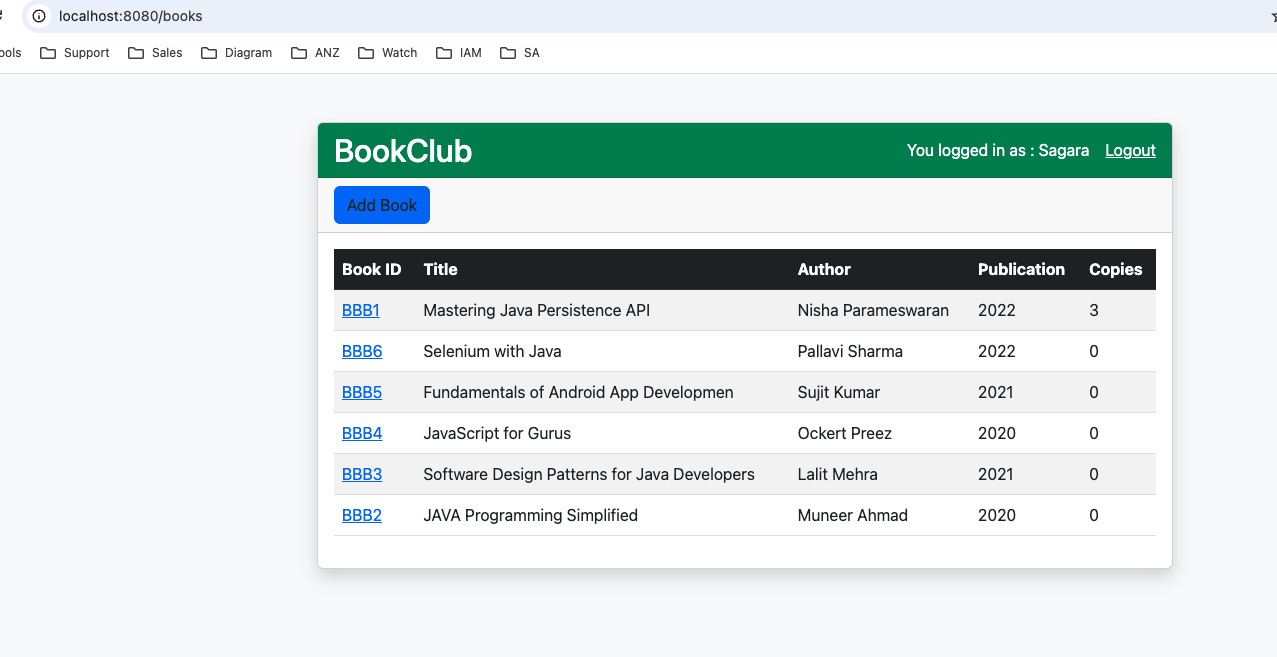 localhost:8080/books
ools Support Sales Diagram ANZ Watch IAM SA
BookClub You logged in as : Sagara Logout
Add Book
Book ID Title Author Publication Copies
BBB1 Mastering Java Persistence API Nisha Parameswaran 2022 3
BBB6 Selenium with Java Pallavi Sharma 2022 0
BBB5 Fundamentals of Android App Developmen Sujit Kumar 2021 0
BBB4 JavaScript for Gurus Ockert Preez 2020 0
BBB3 Software Design Patterns for Java Developers Lalit Mehra 2021 0
BBB2 JAVA Programming Simplified Muneer Ahmad 2020 0